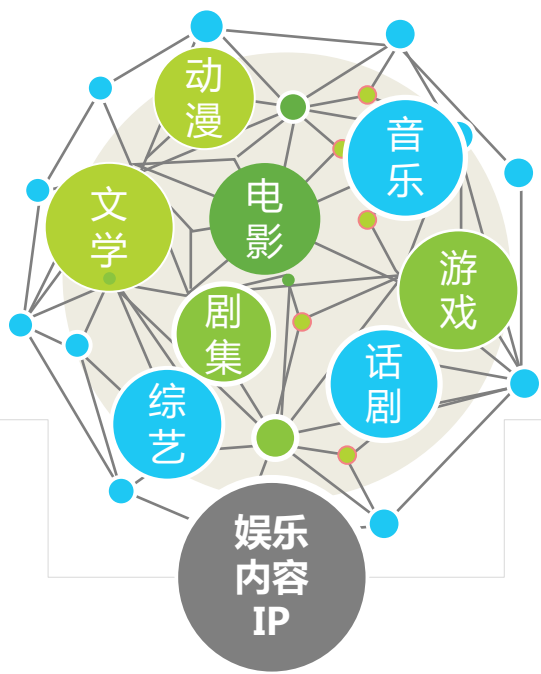 动
漫
音
乐
文
学
电
影
游
戏
剧
集
话
剧
综
艺
娱乐
内容
IP